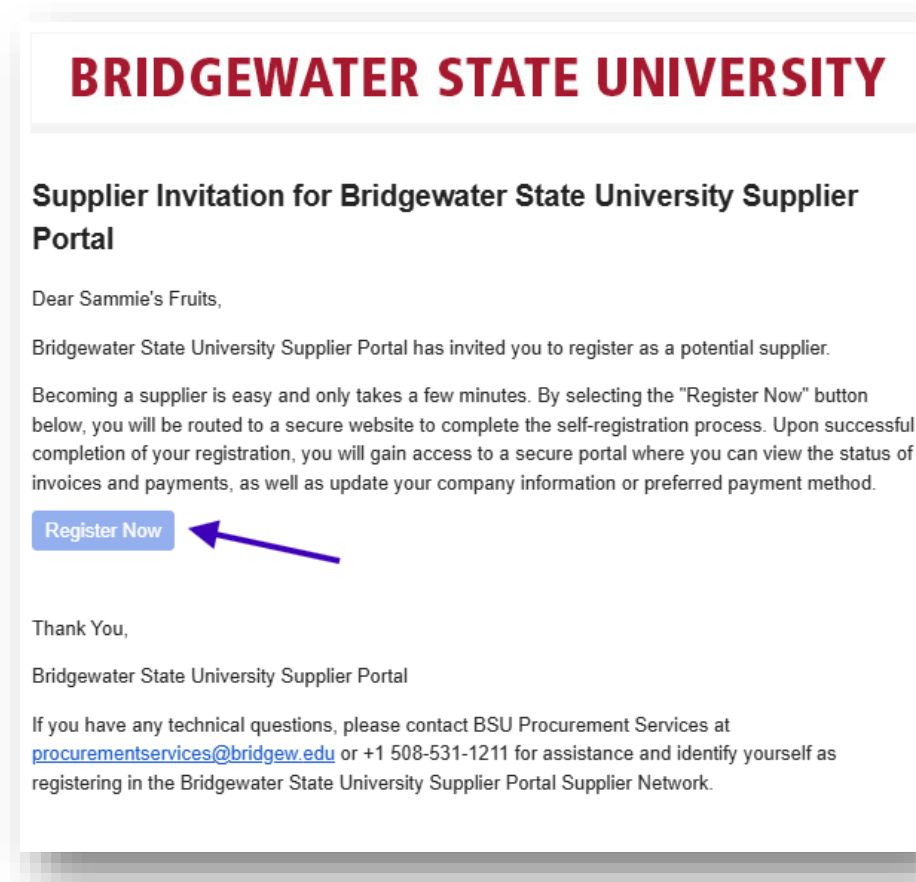 BRIDGEWATER STATE UNIVERSITY
Supplier Invitation for Bridgewater State University Supplier
Portal
Dear Sammie's Fruits,
Bridgewater State University Supplier Portal has invited you to register as a potential supplier.
Becoming a supplier is easy and only takes a few minutes. By selecting the "Register Now" button
below, you will be routed to a secure website to complete the self-registration process. Upon successful
completion of your registration, you will gain access to a secure portal where you can view the status of
invoices and payments, as well as update your company information or preferred payment method.
Register Now
Thank You,
Bridgewater State University Supplier Portal
If you have any technical questions, please contact BSU Procurement Services at
procurementservices@bridgew.edu or +1 508-531-1211 for assistance and identify yourself as
registering in the Bridgewater State University Supplier Portal Supplier Network.